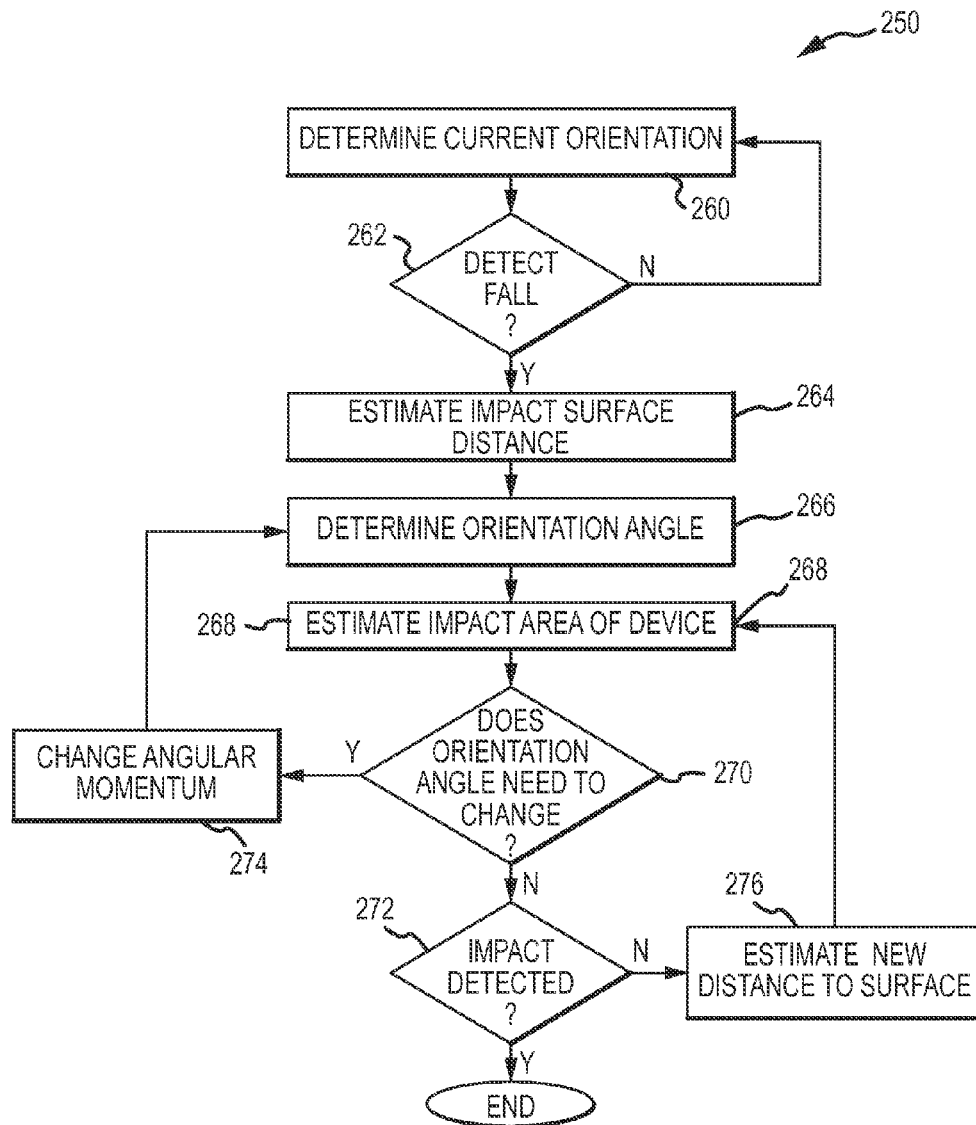 250
DETERMINE CURRENT ORIENTATION
260
262
DETECT
FALL
?
N
Y
ESTIMATE IMPACT SURFACE
DISTANCE
264
DETERMINE ORIENTATION ANGLE
266
268
ESTIMATE IMPACT AREA OF DEVICE
268
DOES
ORIENTATION
ANGLE NEED TO
CHANGE
?
270
Y
CHANGE ANGULAR
MOMENTUM
274
N
272
IMPACT
DETECTED
?
N
276
ESTIMATE NEW
DISTANCE TO SURFACE
Y
END